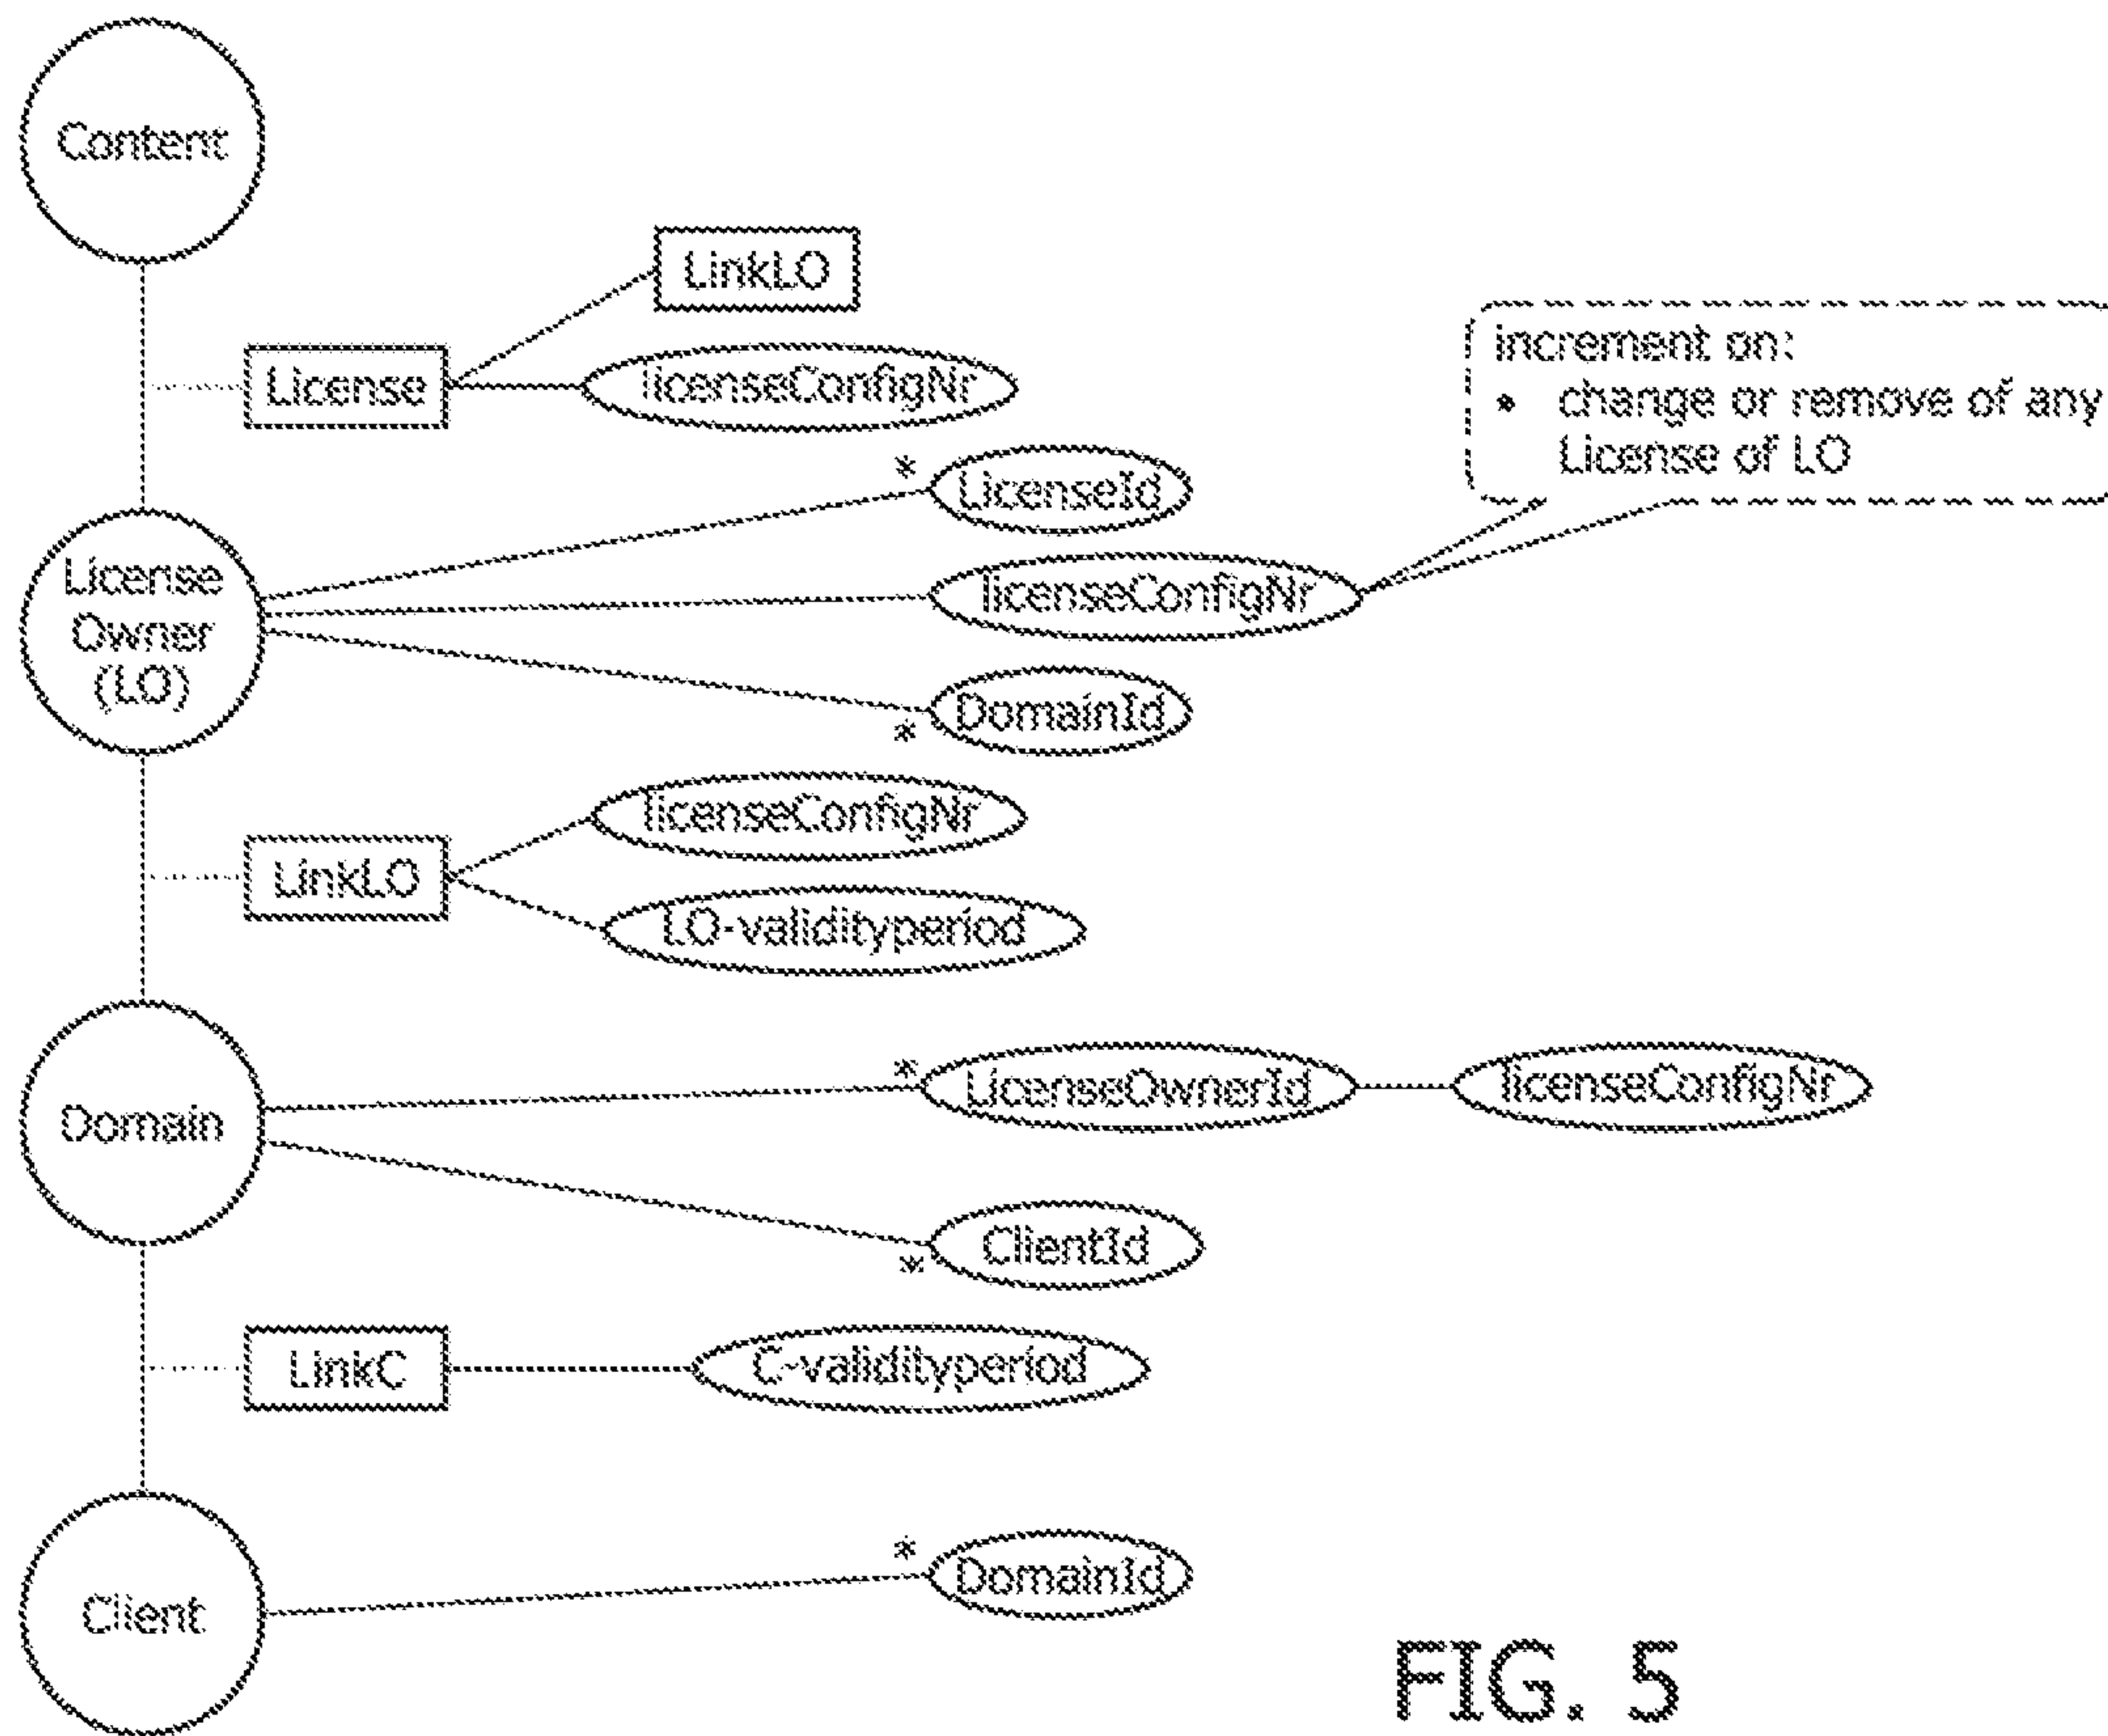 Content
LinkLO
License
licenseConfigNr
increment on:
• change or remove of any
License of LO
* LicenseId
License
Owner
(LO)
licenseConfigNr
DomainId
*
licenseConfigNr
LinkLO
LO-validityperiod
Domain
* LicenseOwnerId
licenseConfigNr
ClientId
*
LinkC
C-validityperiod
Client
* DomainId
FIG. 5